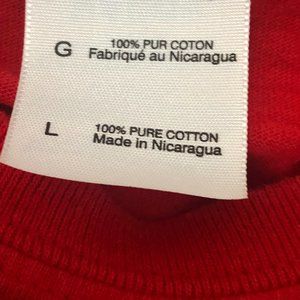 G 100% PUR COTON
Fabriqué au Nicaragua
L 100% PURE COTTON
Made in Nicaragua